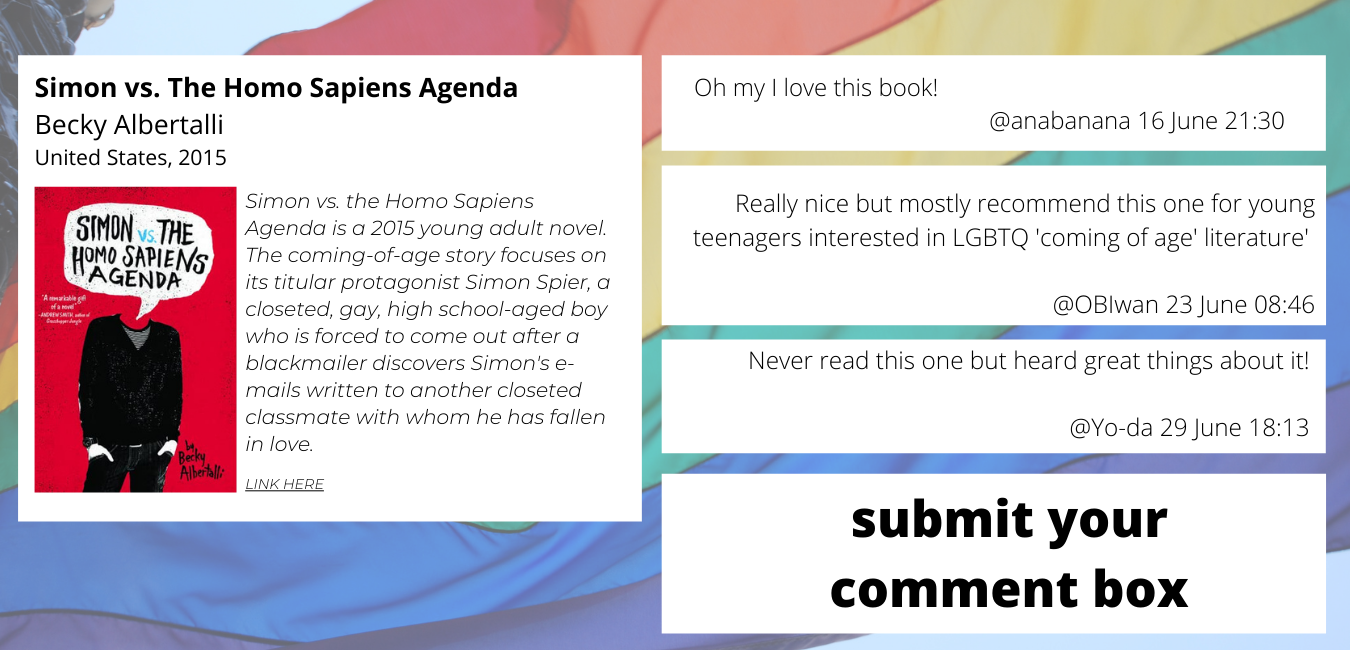 Simon vs. The Homo Sapiens Agenda
Becky Albertalli
United States, 2015
SIMON VS. THE
HOMO SAPIENS
AGENDA
"A remarkable gift
of a novel"
-ANDREW SMITH, author of
Grasshopper Jungle
by
Becky
Albertalli
Simon vs. the Homo Sapiens
Agenda is a 2015 young adult novel.
The coming-of-age story focuses on
its titular protagonist Simon Spier, a
closeted, gay, high school-aged boy
who is forced to come out after a
blackmailer discovers Simon's e-
mails written to another closeted
classmate with whom he has fallen
in love.
LINK HERE
Oh my I love this book!
@anabanana 16 June 21:30
Really nice but mostly recommend this one for young
teenagers interested in LGBTQ 'coming of age' literature'
@OBIwan 23 June 08:46
Never read this one but heard great things about it!
@Yo-da 29 June 18:13
submit your
comment box